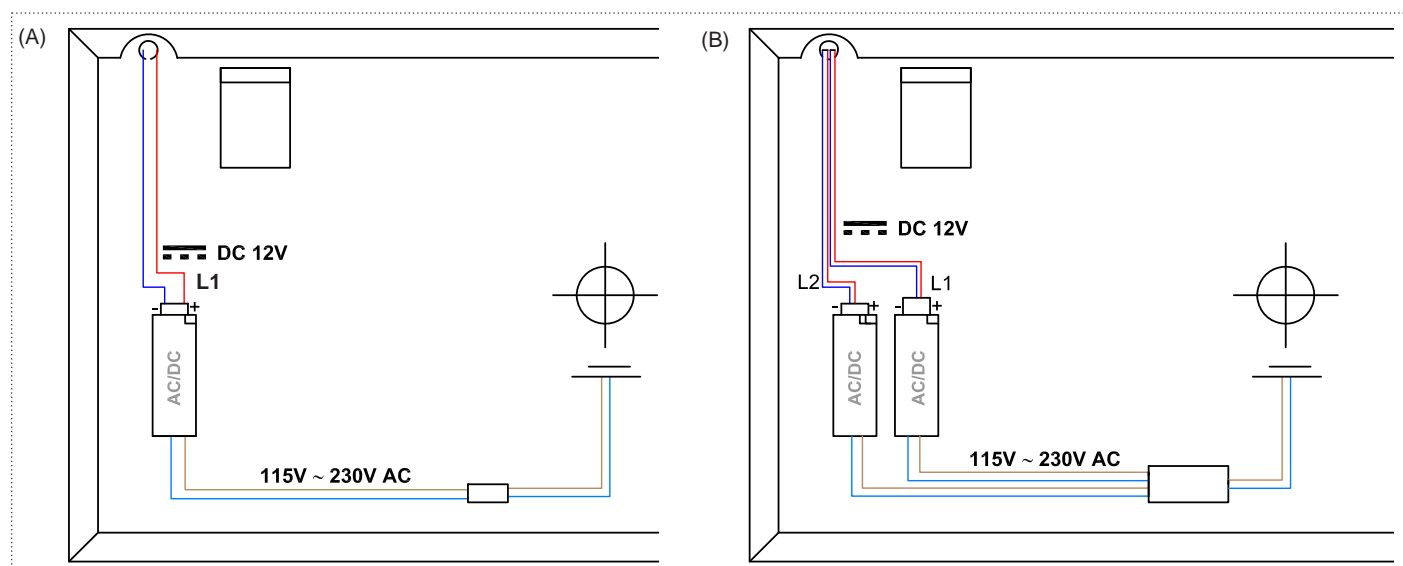 (A)
DC 12V
L1
- +
AC/DC
115V ~ 230V AC
(B)
DC 12V
L2
L1
- +
- +
AC/DC
AC/DC
115V ~ 230V AC